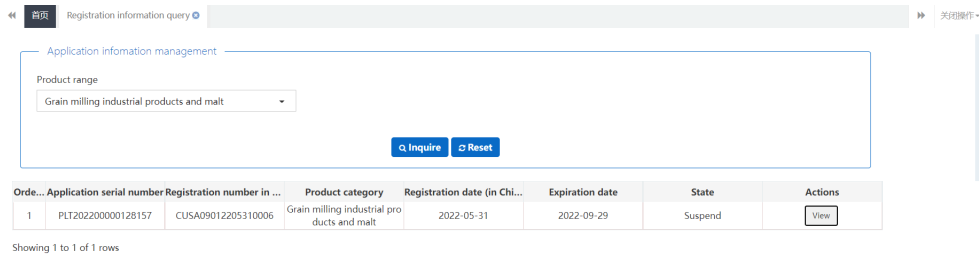 首页 Registration information query 关闭操作
Application infomation management
Product range
Grain milling industrial products and malt
Inquire Reset
Orde... Application serial number Registration number in ... Product category Registration date (in Chi... Expiration date State Actions
1 PLT202200000128157 CUSA09012205310006 Grain milling industrial pro 2022-05-31 2022-09-29 Suspend View
ducts and malt
Showing 1 to 1 of 1 rows